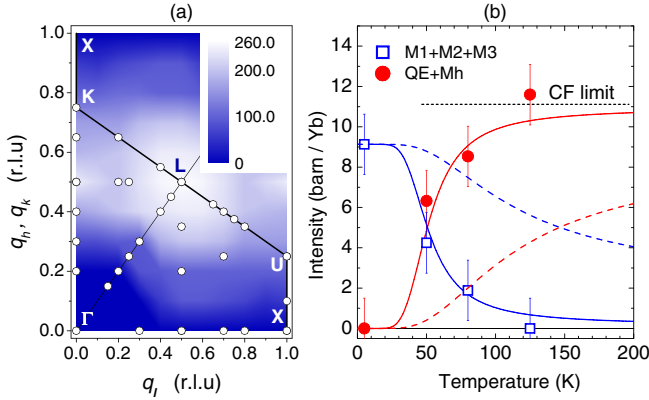 (a)
(b)
X
K
L
U
Γ
X
260.0
200.0
100.0
0
1.0
0.8
0.6
0.4
0.2
0.0
q_h, q_k (r.l.u)
0.0 0.2 0.4 0.6 0.8 1.0
q_l (r.l.u)
M1+M2+M3
QE+Mh
CF limit
14
12
10
8
6
4
2
0
Intensity (barn / Yb)
0 50 100 150 200
Temperature (K)